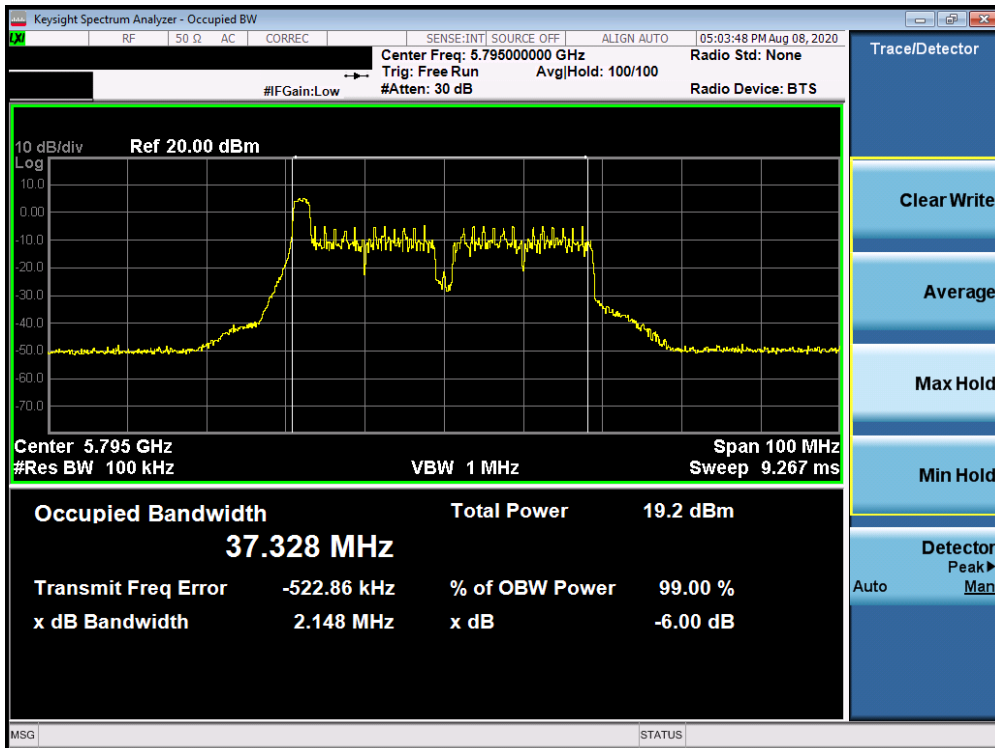 Keysight Spectrum Analyzer - Occupied BW
LXI RF 50 Ω AC CORREC SENSE:INT SOURCE OFF ALIGN AUTO 05:03:48 PM Aug 08, 2020
Center Freq: 5.795000000 GHz Radio Std: None
Trig: Free Run Avg|Hold: 100/100
#IFGain:Low #Atten: 30 dB Radio Device: BTS
Trace/Detector
10 dB/div Ref 20.00 dBm
Log
10.0
0.00
-10.0
-20.0
-30.0
-40.0
-50.0
-60.0
-70.0
Center 5.795 GHz Span 100 MHz
#Res BW 100 kHz VBW 1 MHz Sweep 9.267 ms
Occupied Bandwidth Total Power 19.2 dBm
37.328 MHz
Transmit Freq Error -522.86 kHz % of OBW Power 99.00 %
x dB Bandwidth 2.148 MHz x dB -6.00 dB
Clear Write
Average
Max Hold
Min Hold
Detector
Peak▶
Auto Man
MSG STATUS